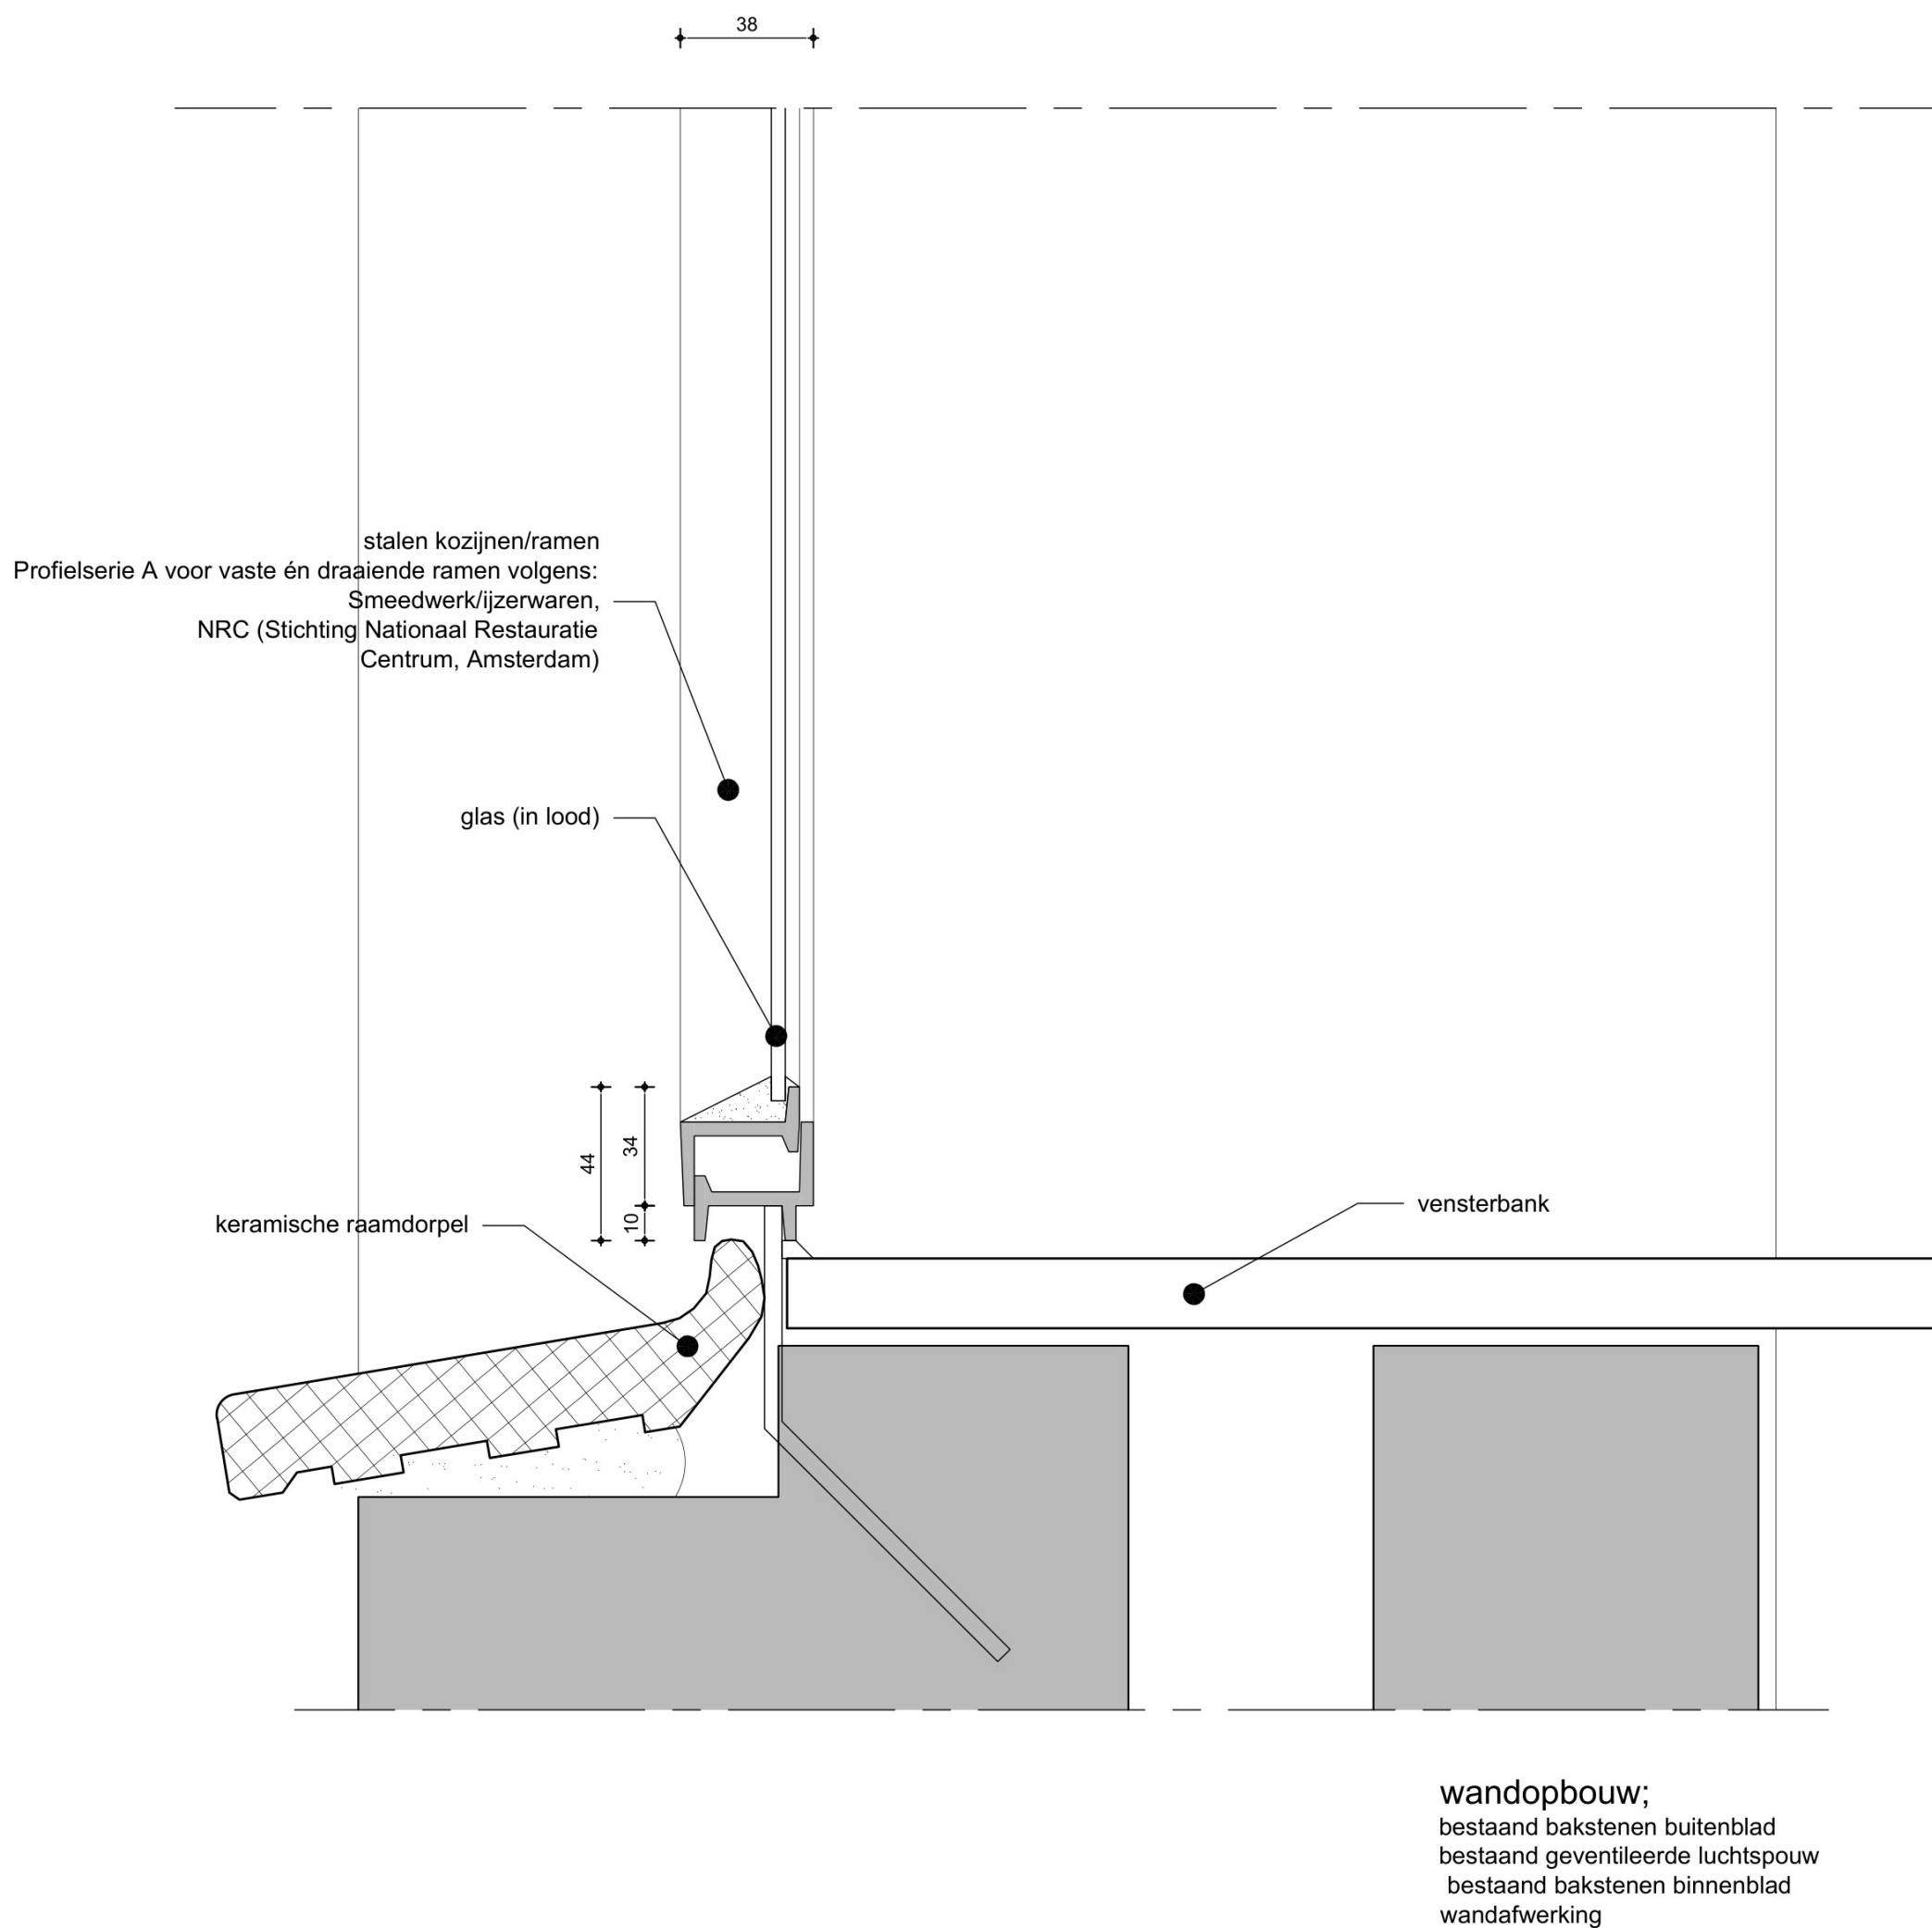 38
stalen kozijnen/ramen
Profielserie A voor vaste én draaiende ramen volgens:
Smeedwerk/ijzerwaren,
NRC (Stichting Nationaal Restauratie
Centrum, Amsterdam)
glas (in lood)
44
34
10
keramische raamdorpel
vensterbank
wandopbouw;
bestaand bakstenen buitenblad
bestaand geventileerde luchtspouw
bestaand bakstenen binnenblad
wandafwerking